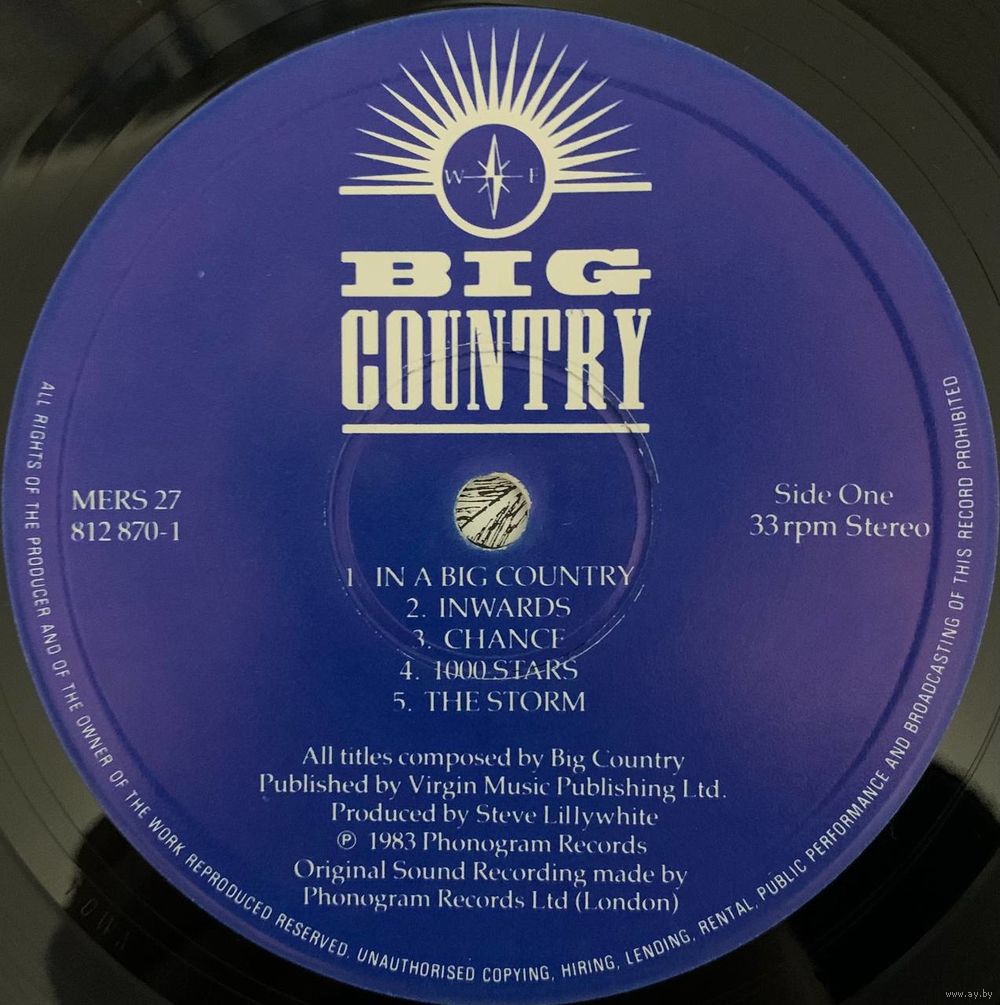 W E
BIG
COUNTRY
MERS 27
812 870-1
Side One
33 rpm Stereo
1. IN A BIG COUNTRY
2. INWARDS
3. CHANCE
4. 1000 STARS
5. THE STORM
All titles composed by Big Country
Published by Virgin Music Publishing Ltd.
Produced by Steve Lillywhite
℗ 1983 Phonogram Records
Original Sound Recording made by
Phonogram Records Ltd (London)
ALL RIGHTS OF THE PRODUCER AND OF THE OWNER OF THE WORK REPRODUCED RESERVED. UNAUTHORISED COPYING, HIRING, LENDING, RENTAL, PUBLIC PERFORMANCE AND BROADCASTING OF THIS RECORD PROHIBITED
www.ay.by